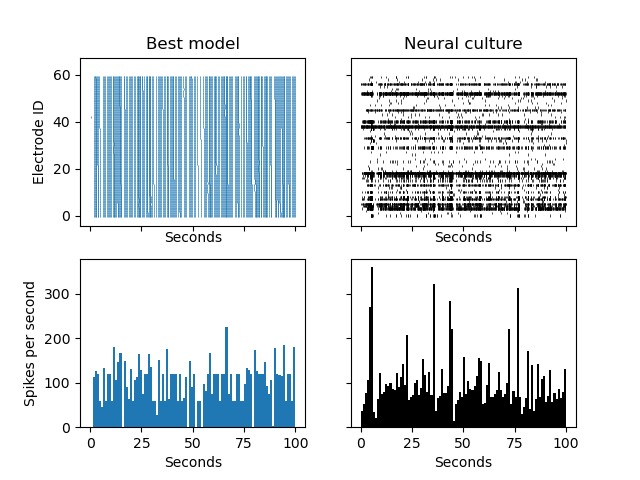 Best model
Neural culture
Electrode ID
60
40
20
0
Seconds
Seconds
Spikes per second
300
200
100
0
0 25 50 75 100
0 25 50 75 100
Seconds
Seconds